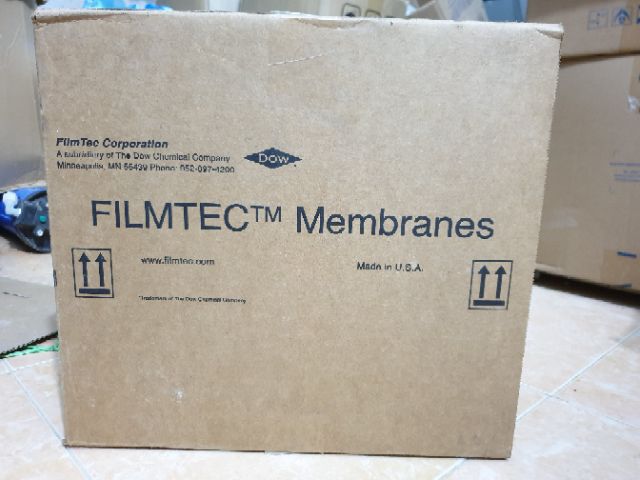 FilmTec Corporation
A subsidiary of The Dow Chemical Company
Minneapolis, MN 55439 Phone: 952-897-4200
DOW
FILMTEC™ Membranes
www.filmtec.com
Made in U.S.A.
Trademark of The Dow Chemical Company